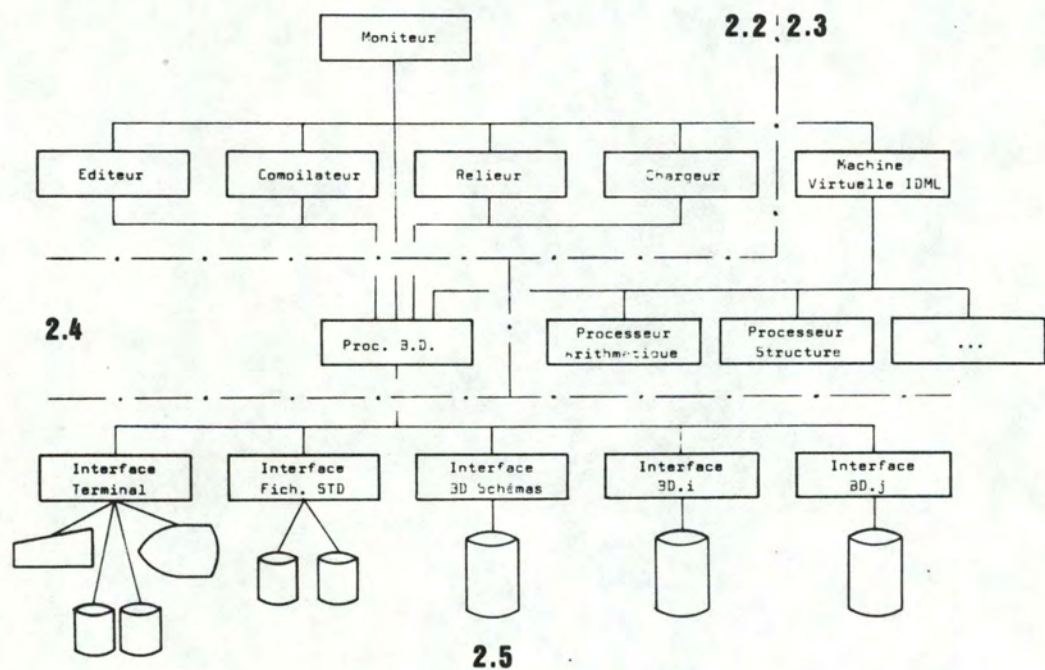 Moniteur
2.2 2.3
Editeur
Compilateur
Relieur
Chargeur
Machine
Virtuelle IDML
2.4
Proc. B.D.
Processeur
Arithmetique
Processeur
Structure
...
Interface
Terminal
Interface
Fich. STD
Interface
BD Schémas
Interface
BD.i
Interface
BD.j
2.5